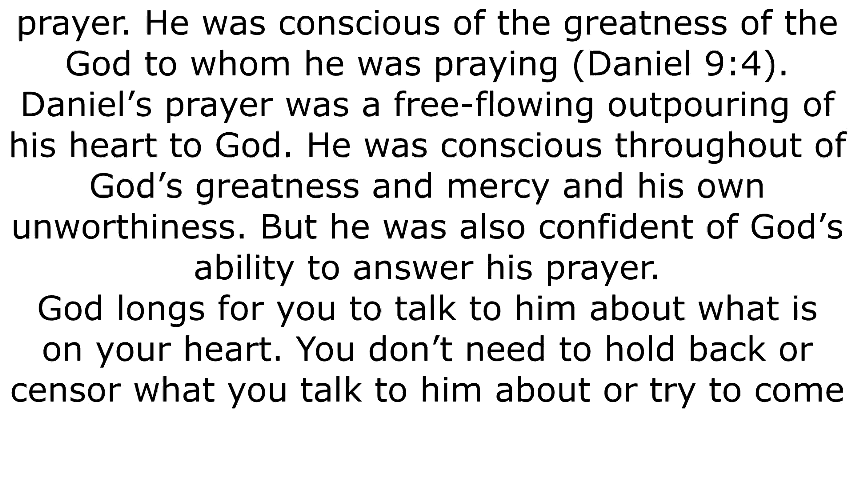 prayer. He was conscious of the greatness of the
God to whom he was praying (Daniel 9:4).
Daniel’s prayer was a free-flowing outpouring of
his heart to God. He was conscious throughout of
God’s greatness and mercy and his own
unworthiness. But he was also confident of God’s
ability to answer his prayer.
God longs for you to talk to him about what is
on your heart. You don’t need to hold back or
censor what you talk to him about or try to come